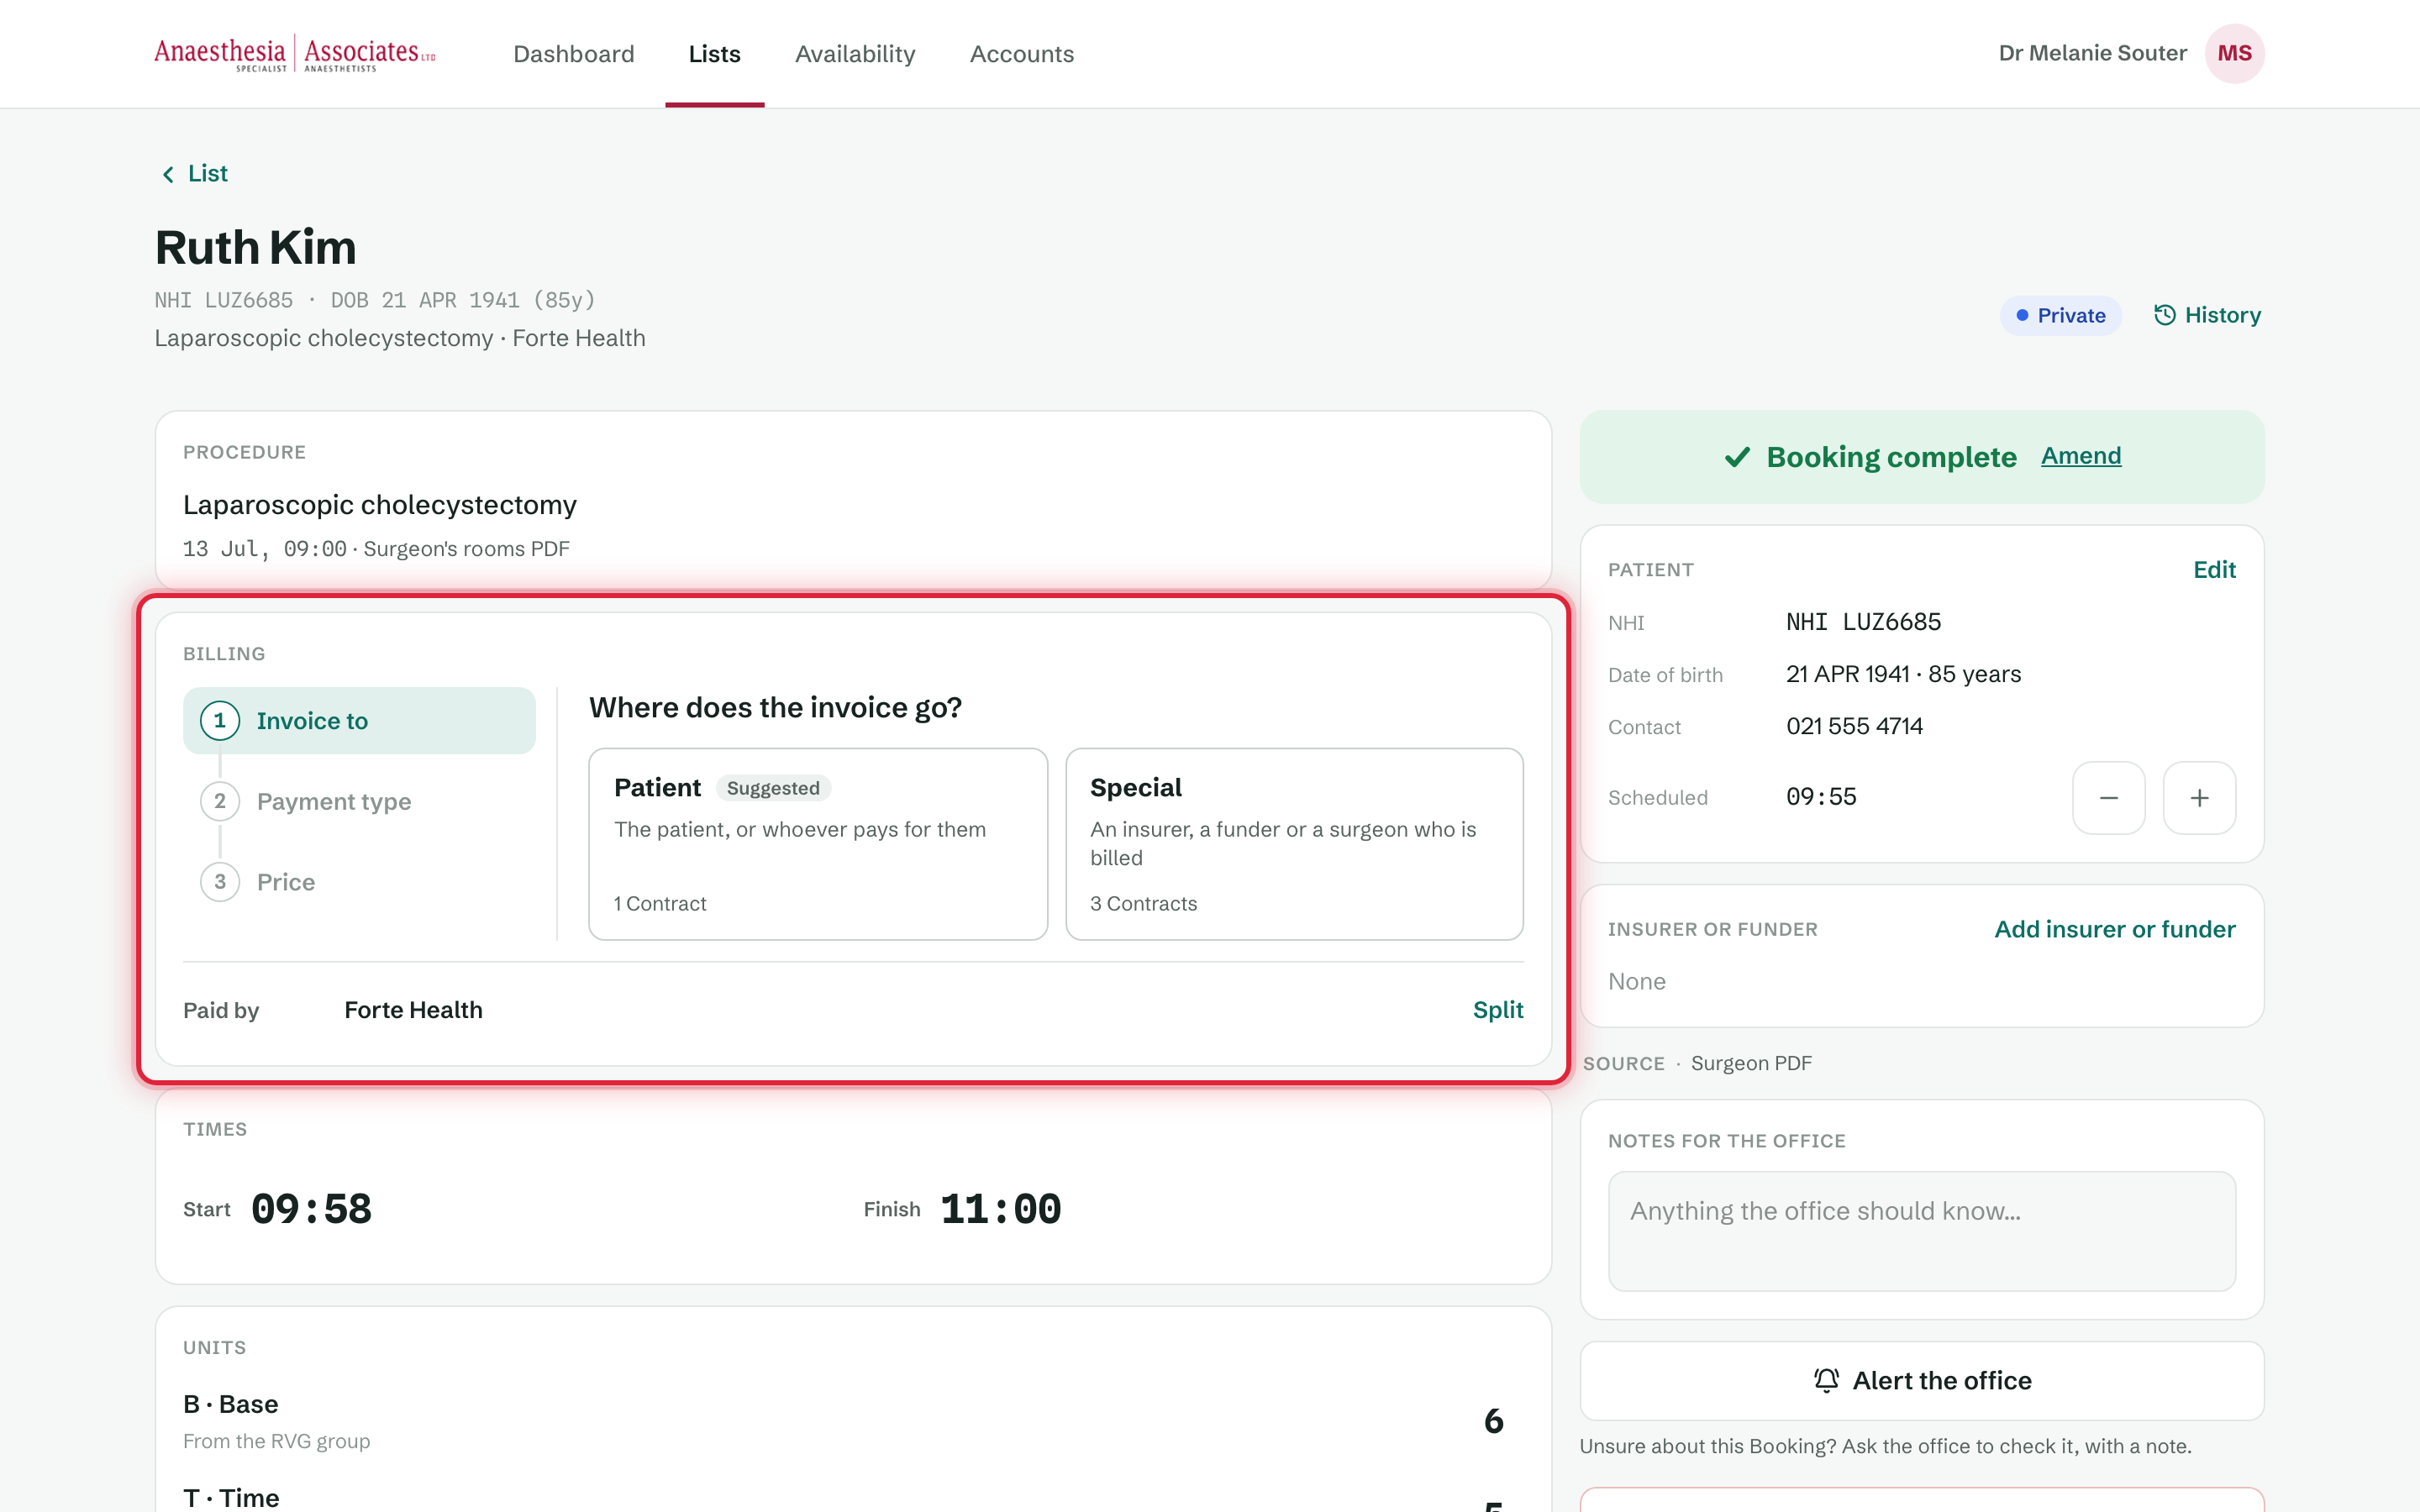 Anaesthesia | Associates LTD
SPECIALIST ANAESTHETISTS
Dashboard
Lists
Availability
Accounts
Dr Melanie Souter
MS
List
Ruth Kim
NHI LUZ6685 · DOB 21 APR 1941 (85y)
Laparoscopic cholecystectomy · Forte Health
Private
History
PROCEDURE
Laparoscopic cholecystectomy
13 Jul, 09:00 · Surgeon's rooms PDF
BILLING
1 Invoice to
2 Payment type
3 Price
Where does the invoice go?
Patient Suggested
The patient, or whoever pays for them
1 Contract
Special
An insurer, a funder or a surgeon who is
billed
3 Contracts
Paid by Forte Health Split
TIMES
Start 09:58 Finish 11:00
UNITS
B · Base
From the RVG group
6
T · Time
5
Booking complete Amend
PATIENT Edit
NHI NHI LUZ6685
Date of birth 21 APR 1941 · 85 years
Contact 021 555 4714
Scheduled 09:55 − +
INSURER OR FUNDER Add insurer or funder
None
SOURCE · Surgeon PDF
NOTES FOR THE OFFICE
Anything the office should know...
Alert the office
Unsure about this Booking? Ask the office to check it, with a note.